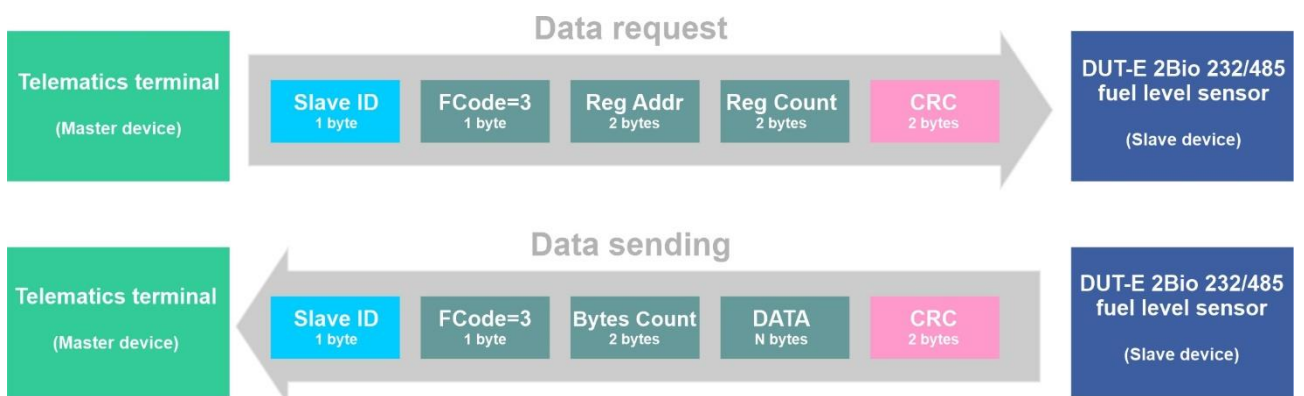 Data request
Telematics terminal
(Master device)
Slave ID
1 byte
FCode=3
1 byte
Reg Addr
2 bytes
Reg Count
2 bytes
CRC
2 bytes
DUT-E 2Bio 232/485
fuel level sensor
(Slave device)
Data sending
Telematics terminal
(Master device)
Slave ID
1 byte
FCode=3
1 byte
Bytes Count
2 bytes
DATA
N bytes
CRC
2 bytes
DUT-E 2Bio 232/485
fuel level sensor
(Slave device)